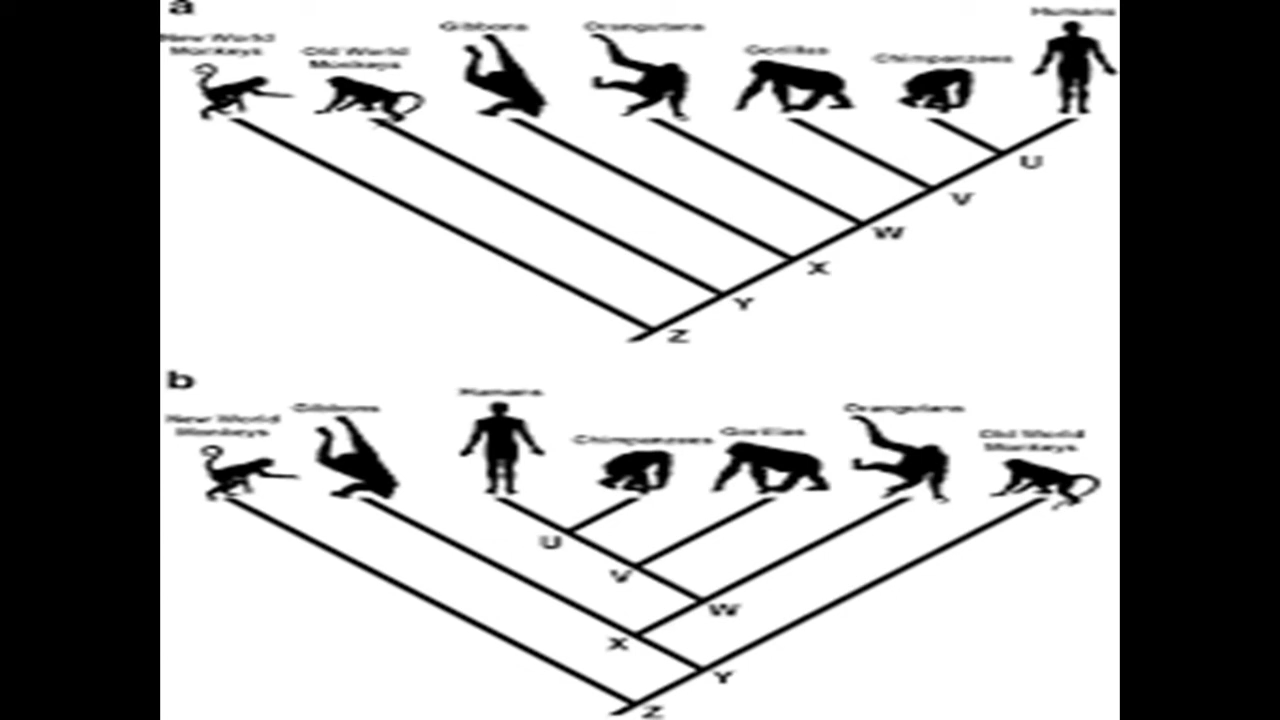 a
Humans
Gibbons
Orangutans
New World
Monkeys
Old World
Monkeys
Gorillas
Chimpanzees
U
V
W
X
Y
Z
b
Humans
Gibbons
Orangutans
New World
Monkeys
Chimpanzees
Gorillas
Old World
Monkeys
U
V
W
X
Y
Z